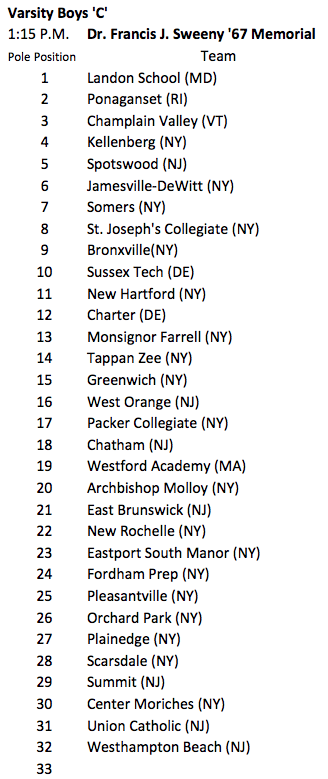 Varsity Boys 'C'
1:15 P.M. Dr. Francis J. Sweeny '67 Memorial
Pole Position Team
1 Landon School (MD)
2 Ponaganset (RI)
3 Champlain Valley (VT)
4 Kellenberg (NY)
5 Spotswood (NJ)
6 Jamesville-DeWitt (NY)
7 Somers (NY)
8 St. Joseph's Collegiate (NY)
9 Bronxville(NY)
10 Sussex Tech (DE)
11 New Hartford (NY)
12 Charter (DE)
13 Monsignor Farrell (NY)
14 Tappan Zee (NY)
15 Greenwich (NY)
16 West Orange (NJ)
17 Packer Collegiate (NY)
18 Chatham (NJ)
19 Westford Academy (MA)
20 Archbishop Molloy (NY)
21 East Brunswick (NJ)
22 New Rochelle (NY)
23 Eastport South Manor (NY)
24 Fordham Prep (NY)
25 Pleasantville (NY)
26 Orchard Park (NY)
27 Plainedge (NY)
28 Scarsdale (NY)
29 Summit (NJ)
30 Center Moriches (NY)
31 Union Catholic (NJ)
32 Westhampton Beach (NJ)
33